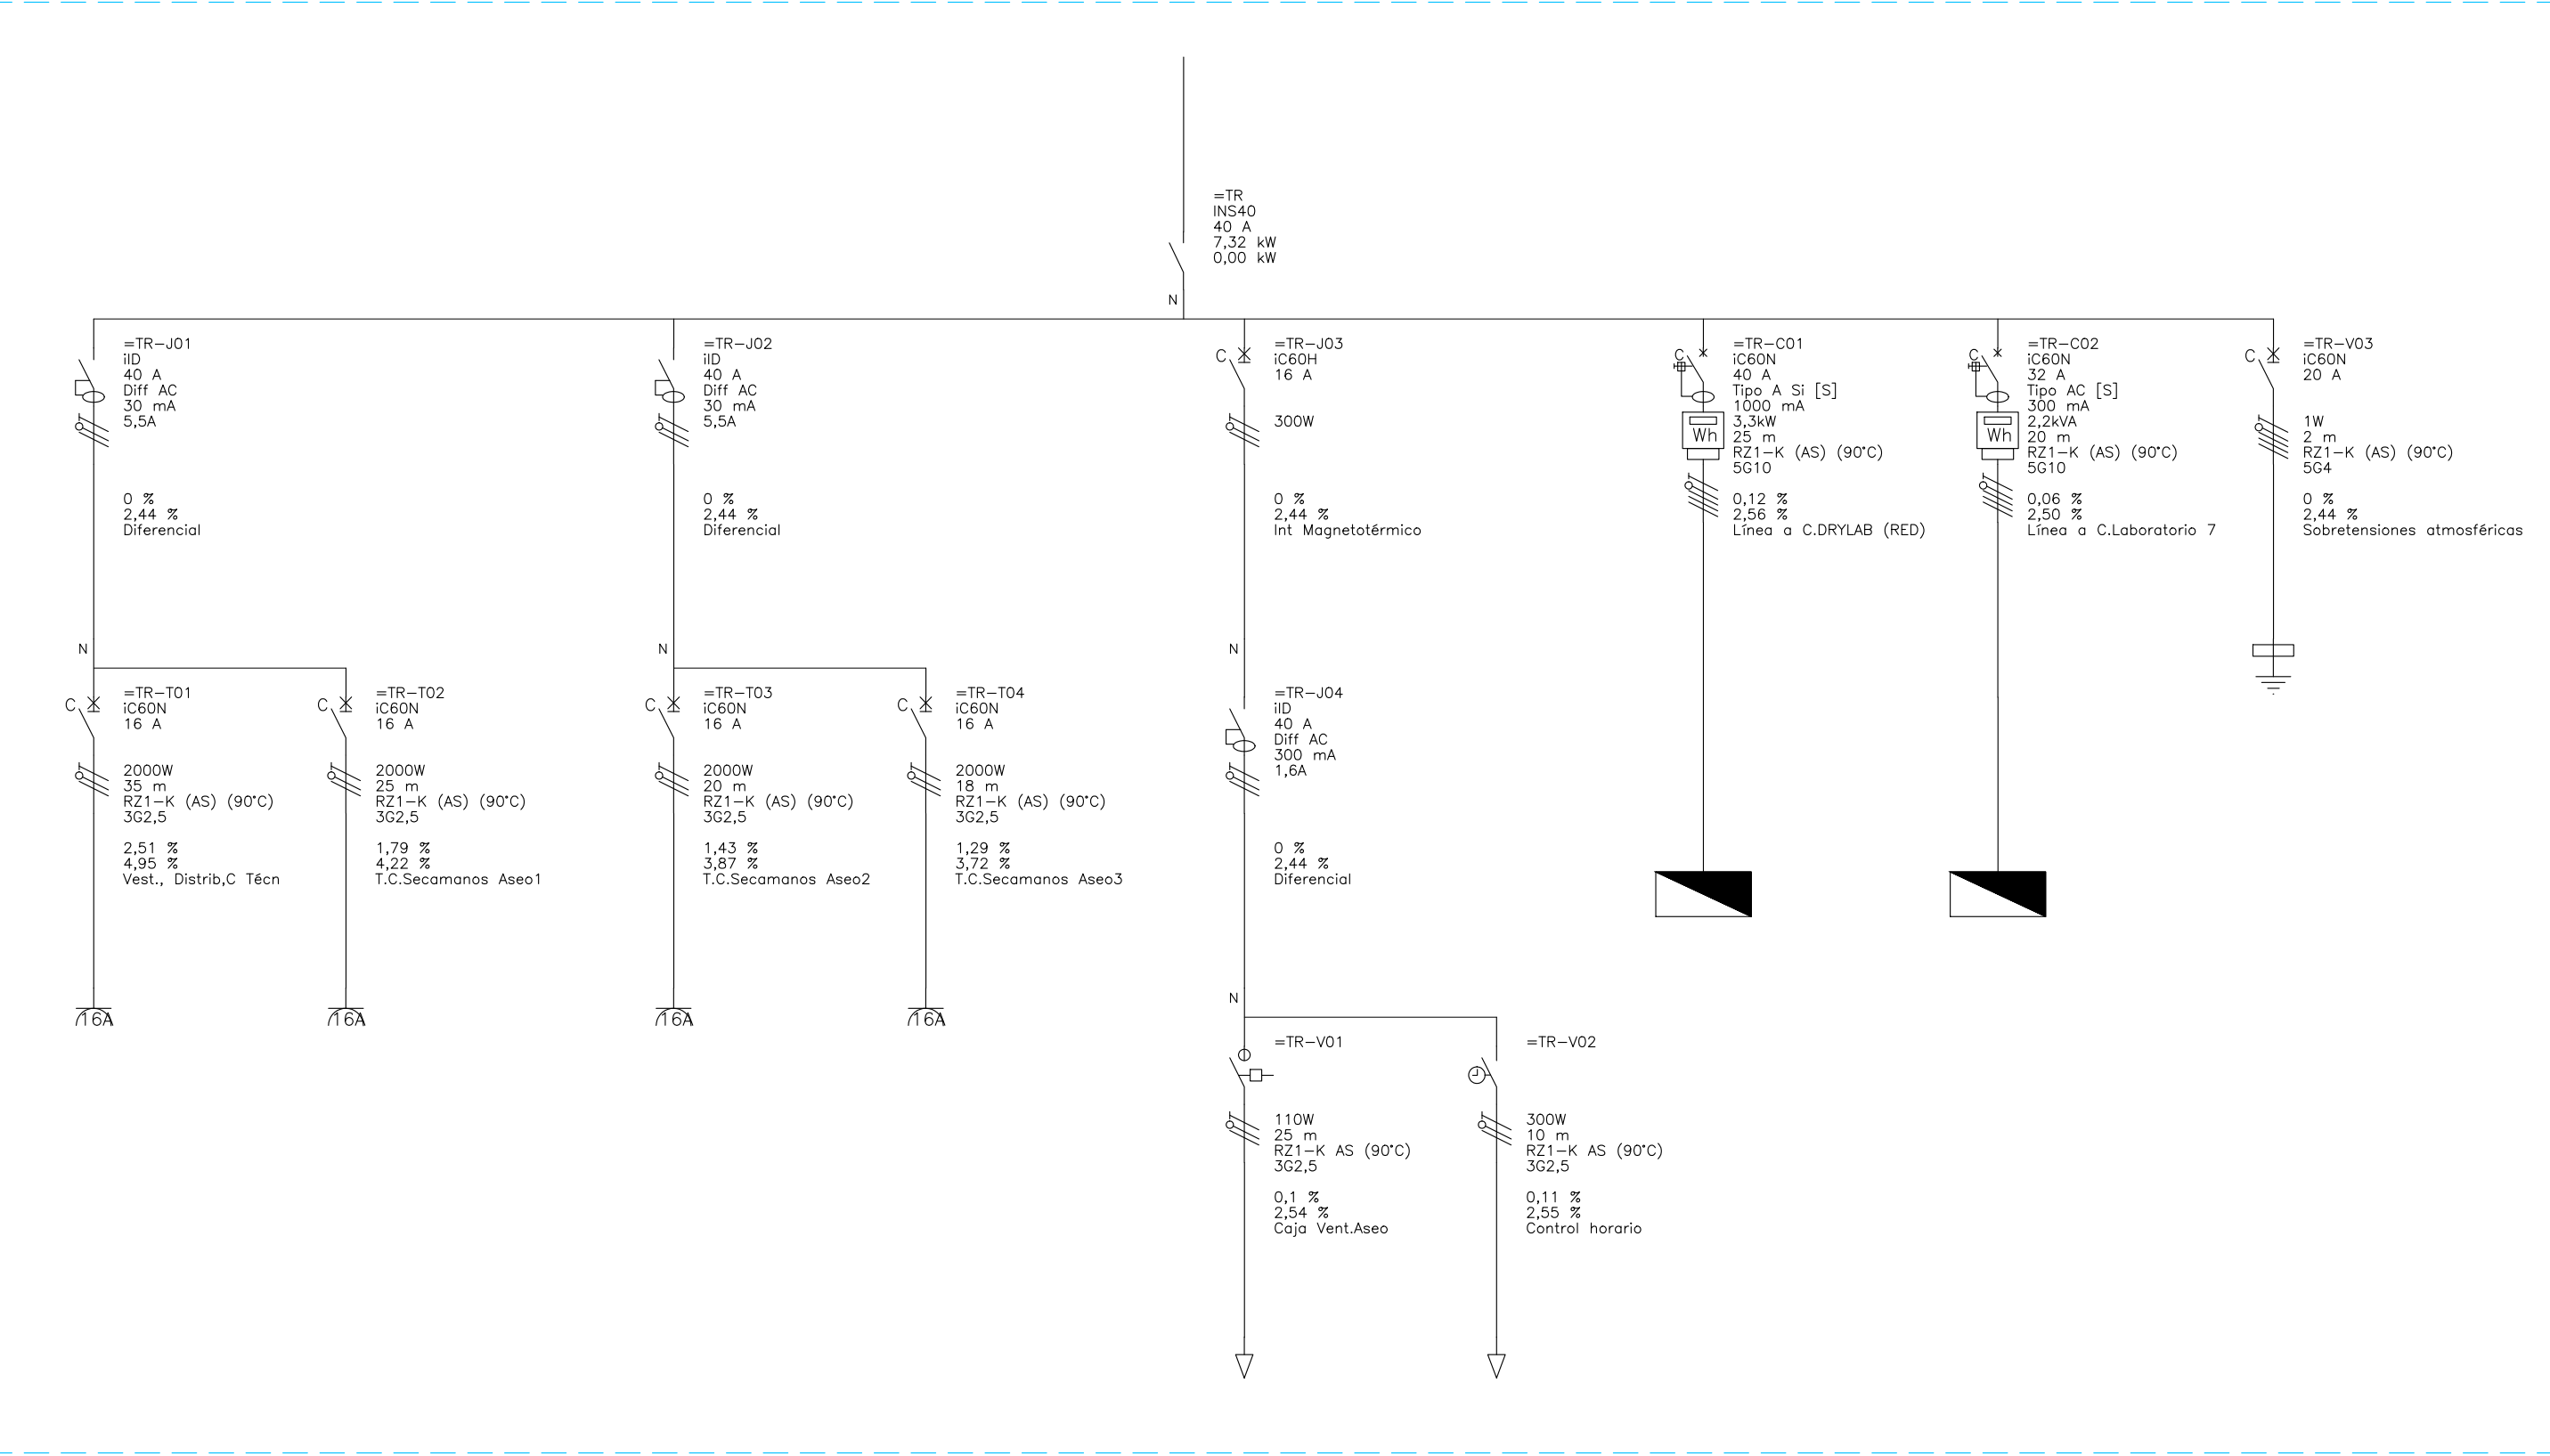 =TR
INS40
40 A
7,32 kW
0,00 kW
N
=TR-J01
iID
40 A
Diff AC
30 mA
5,5A
0 %
2,44 %
Diferencial
=TR-J02
iID
40 A
Diff AC
30 mA
5,5A
0 %
2,44 %
Diferencial
C
=TR-J03
iC60H
16 A
300W
0 %
2,44 %
Int Magnetotérmico
C
=TR-C01
iC60N
40 A
Tipo A Si [S]
1000 mA
Wh
3,3kW
25 m
RZ1-K (AS) (90°C)
5G10
0,12 %
2,56 %
Línea a C.DRYLAB (RED)
C
=TR-C02
iC60N
32 A
Tipo AC [S]
300 mA
Wh
2,2kVA
20 m
RZ1-K (AS) (90°C)
5G10
0,06 %
2,50 %
Línea a C.Laboratorio 7
C
=TR-V03
iC60N
20 A
1W
2 m
RZ1-K (AS) (90°C)
5G4
0 %
2,44 %
Sobretensiones atmosféricas
N
C
=TR-T01
iC60N
16 A
2000W
35 m
RZ1-K (AS) (90°C)
3G2,5
2,51 %
4,95 %
Vest., Distrib,C Técn
16A
C
=TR-T02
iC60N
16 A
2000W
25 m
RZ1-K (AS) (90°C)
3G2,5
1,79 %
4,22 %
T.C.Secamanos Aseo1
16A
N
C
=TR-T03
iC60N
16 A
2000W
20 m
RZ1-K (AS) (90°C)
3G2,5
1,43 %
3,87 %
T.C.Secamanos Aseo2
16A
C
=TR-T04
iC60N
16 A
2000W
18 m
RZ1-K (AS) (90°C)
3G2,5
1,29 %
3,72 %
T.C.Secamanos Aseo3
16A
N
=TR-J04
iID
40 A
Diff AC
300 mA
1,6A
0 %
2,44 %
Diferencial
N
=TR-V01
110W
25 m
RZ1-K AS (90°C)
3G2,5
0,1 %
2,54 %
Caja Vent.Aseo
=TR-V02
300W
10 m
RZ1-K AS (90°C)
3G2,5
0,11 %
2,55 %
Control horario